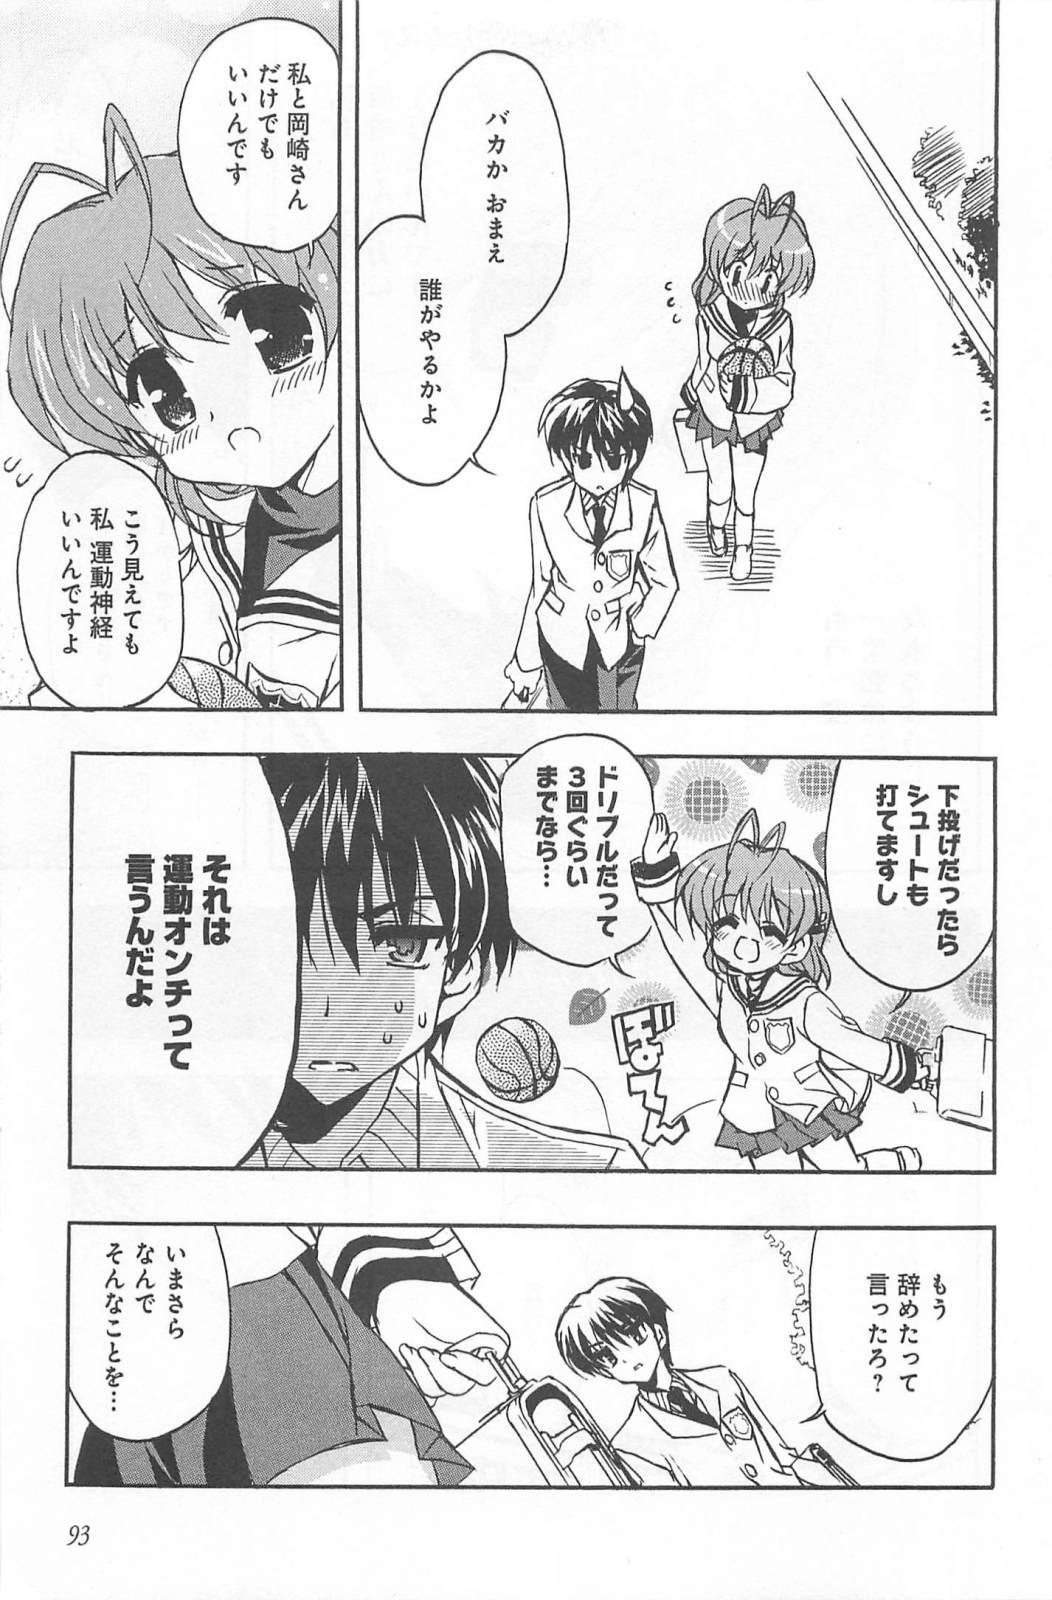 バカか おまえ
誰がやるかよ
私と岡崎さん
だけでも
いいんです
こう見えても
私 運動神経
いいんですよ
下投げだったら
シュートも
打てますし
ドリブルだって
3回ぐらい
までなら…
ぽてん
それは
運動オンチって
言うんだよ
もう
辞めたって
言ったろ?
いまさら
なんで
そんなことを…
93